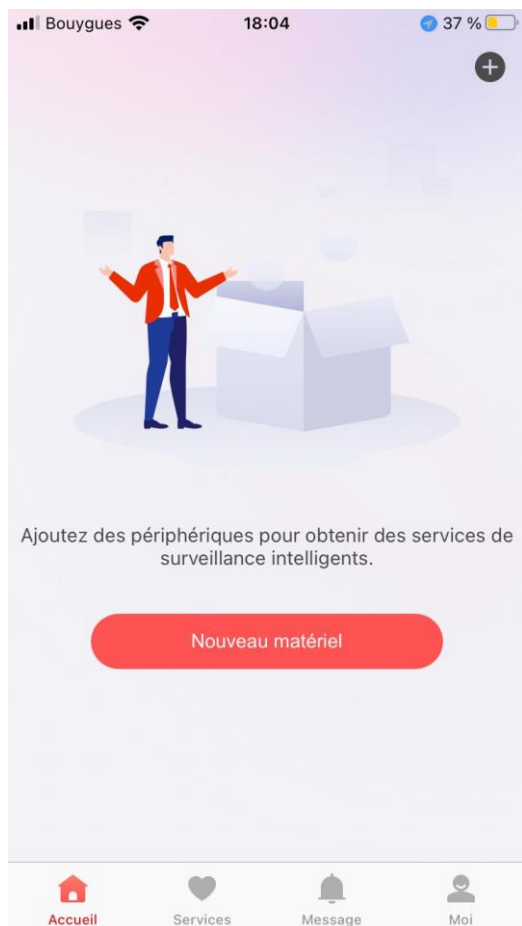 Bouygues 18:04 37 %
Ajoutez des périphériques pour obtenir des services de
surveillance intelligents.
Nouveau matériel
Accueil Services Message Moi